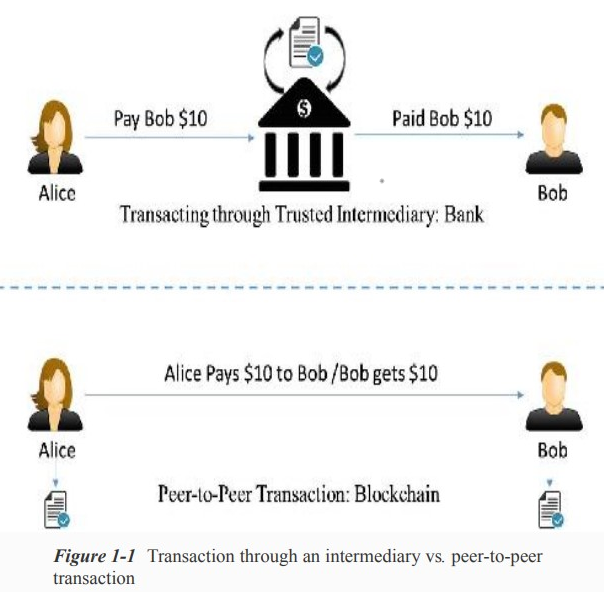 Pay Bob $10
$
Paid Bob $10
Alice
Bob
Transacting through Trusted Intermediary: Bank
Alice Pays $10 to Bob /Bob gets $10
Alice
Bob
Peer-to-Peer Transaction: Blockchain
Figure 1-1 Transaction through an intermediary vs. peer-to-peer
transaction